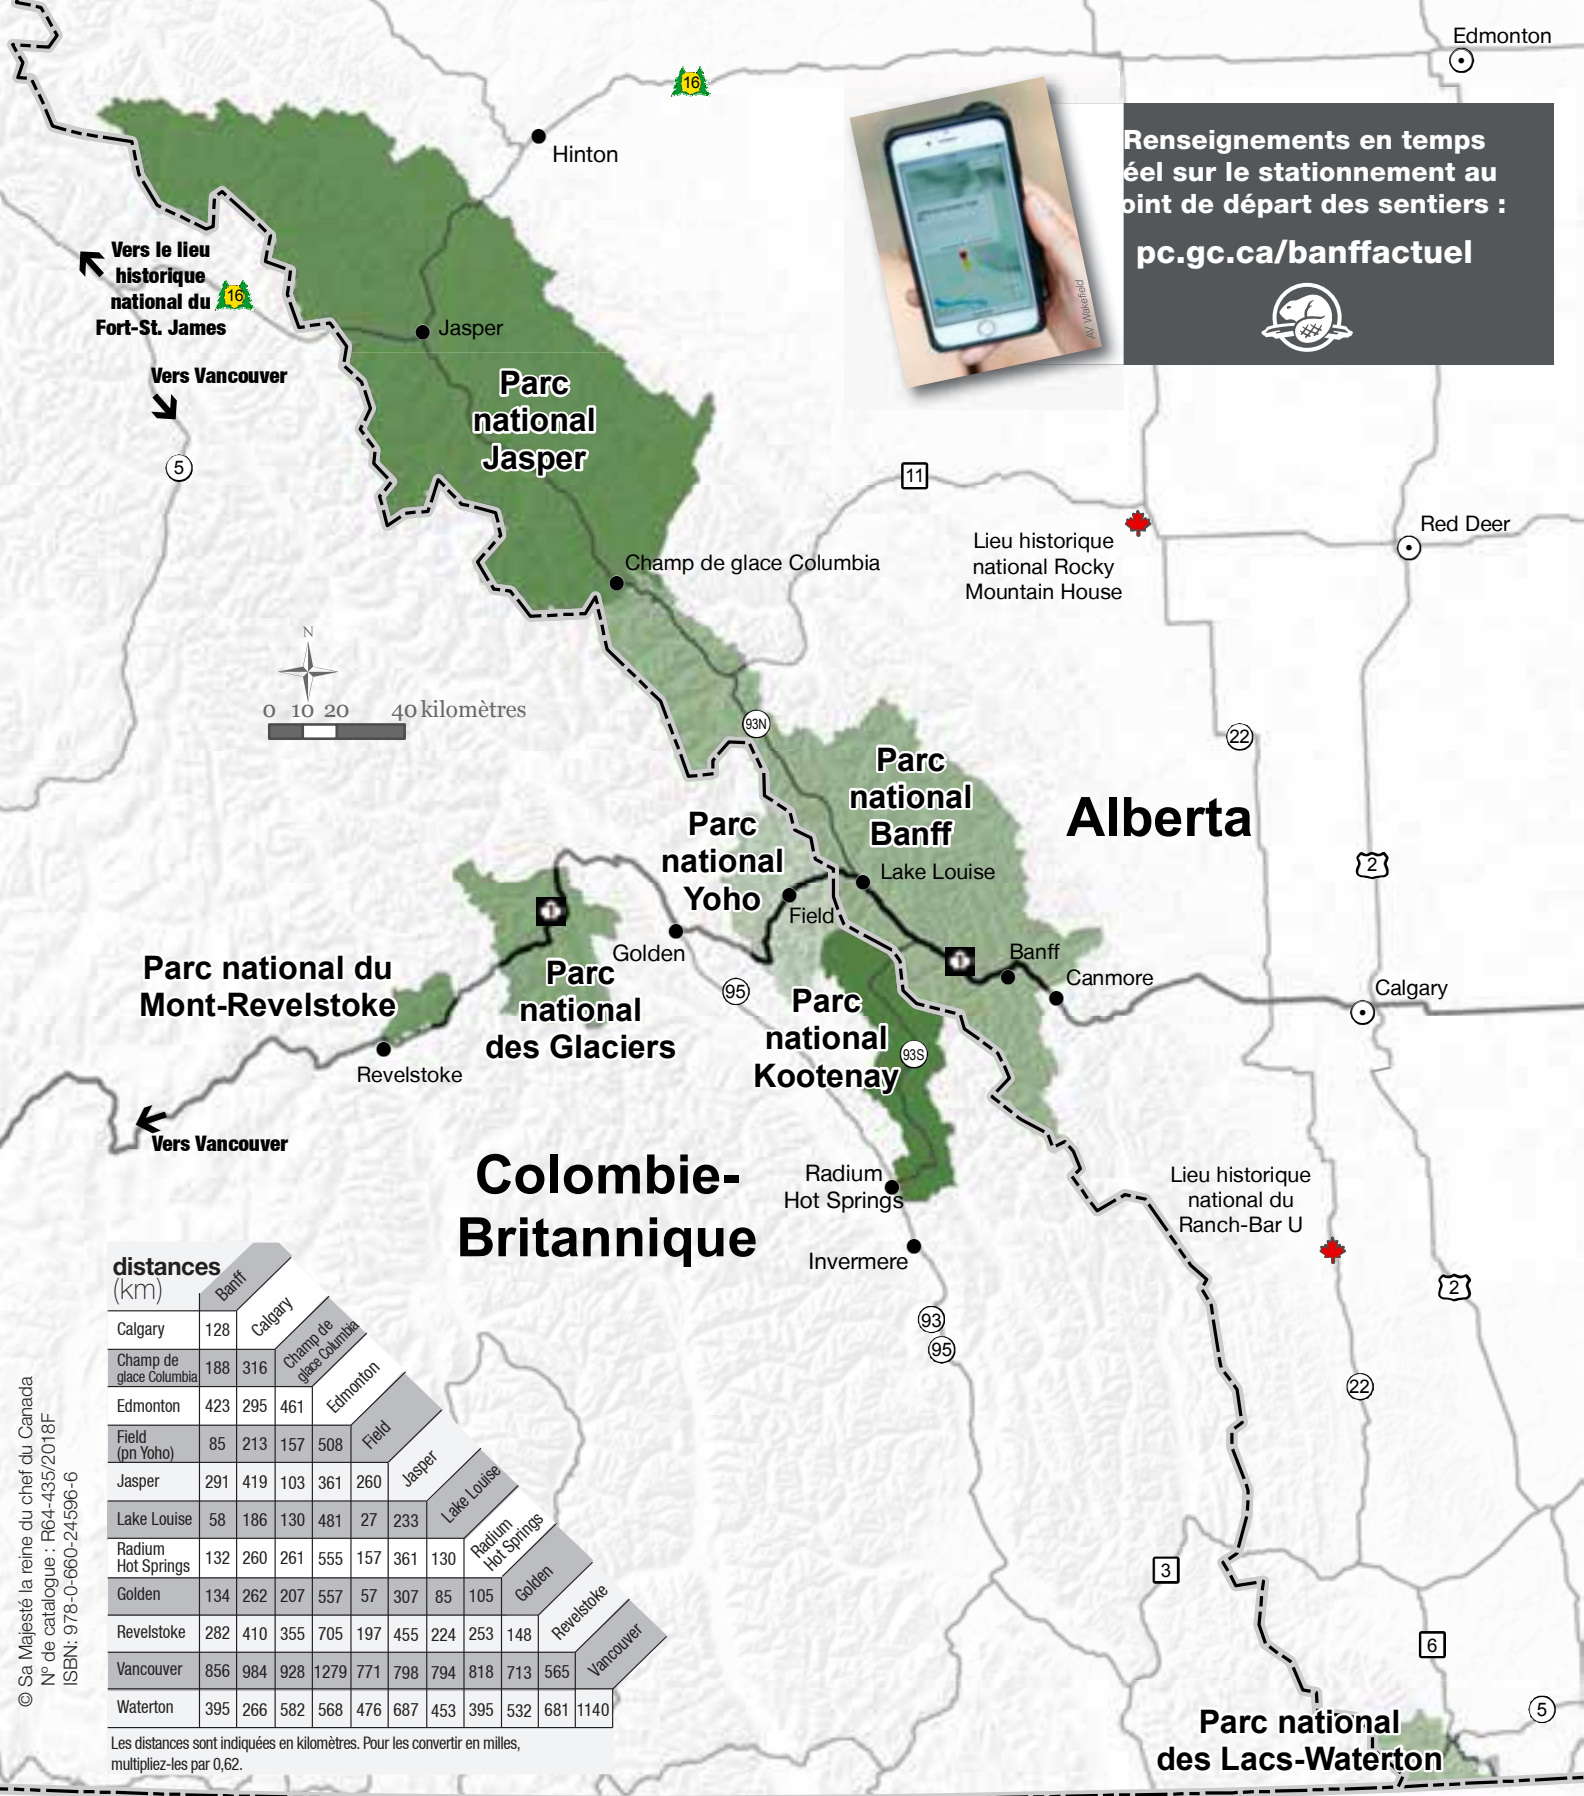 Edmonton
16
Hinton
Renseignements en temps
éel sur le stationnement au
oint de départ des sentiers :
pc.gc.ca/banffactuel
AV Wakefield
Vers le lieu
historique
national du
Fort-St. James
16
Jasper
Vers Vancouver
5
Parc
national
Jasper
11
Lieu historique
national Rocky
Mountain House
Red Deer
Champ de glace Columbia
N
0 10 20 40 kilomètres
93N
22
Parc
national
Banff
Alberta
Parc
national
Yoho
2
Lake Louise
Field
1
Golden
Banff
1
Canmore
Calgary
Parc national du
Mont-Revelstoke
Parc
national
des Glaciers
95
Parc
national
Kootenay
93S
Revelstoke
Vers Vancouver
Colombie-
Britannique
Radium
Hot Springs
Invermere
Lieu historique
national du
Ranch-Bar U
2
93
95
22
3
6
5
Parc national
des Lacs-Waterton
distances
(km)
Banff
Calgary 128 Calgary
Champ de
glace Columbia 188 316 Champ de
glace Columbia
Edmonton 423 295 461 Edmonton
Field
(pn Yoho) 85 213 157 508 Field
Jasper 291 419 103 361 260 Jasper
Lake Louise 58 186 130 481 27 233 Lake Louise
Radium
Hot Springs 132 260 261 555 157 361 130 Radium
Hot Springs
Golden 134 262 207 557 57 307 85 105 Golden
Revelstoke 282 410 355 705 197 455 224 253 148 Revelstoke
Vancouver 856 984 928 1279 771 798 794 818 713 565 Vancouver
Waterton 395 266 582 568 476 687 453 395 532 681 1140
Les distances sont indiquées en kilomètres. Pour les convertir en milles,
multipliez-les par 0,62.
© Sa Majesté la reine du chef du Canada
N° de catalogue : R64-435/2018F
ISBN: 978-0-660-24596-6